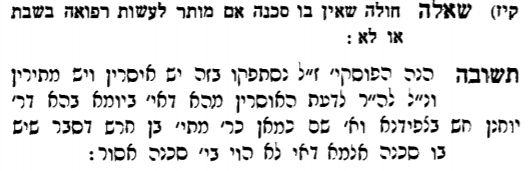 קיז) שאלה חולה שאין בו סכנה אם מותר לעשות רפואה בשבת
או לא :
תשובה הנה הפוסקי׳ ז״ל נסתפקו בזה יש אוסרין ויש מתירין
ונ״ל לה״ר לדעת האוסרין מהא דאי׳ ביומא בהא דר׳
יוחנן חש בצפידנא וא׳ שם כמאן כר׳ מתי׳ בן חרש דסבר שיש
בו סכנה אלמא דאי לא הוי בי׳ סכנה אסור :